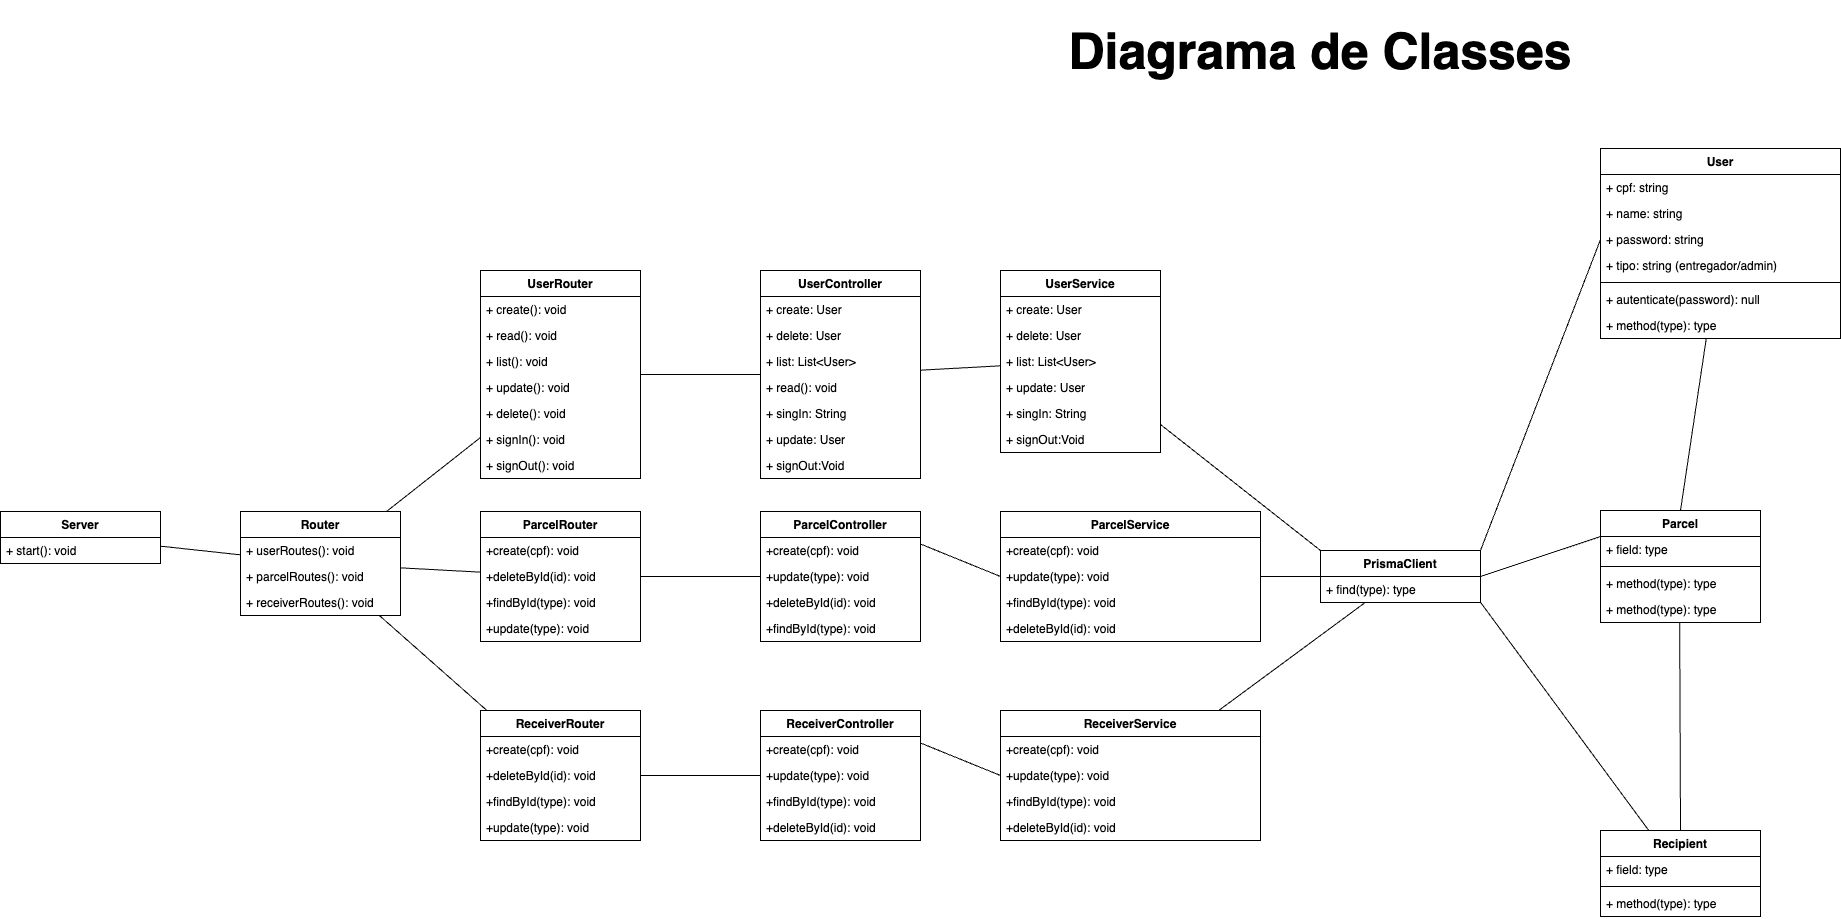 Diagrama de Classes
User
+ cpf: string
+ name: string
+ password: string
+ tipo: string (entregador/admin)
+ autenticate(password): null
+ method(type): type
UserRouter
+ create(): void
+ read(): void
+ list(): void
+ update(): void
+ delete(): void
+ signIn(): void
+ signOut(): void
UserController
+ create: User
+ delete: User
+ list: List<User>
+ read(): void
+ singIn: String
+ update: User
+ signOut:Void
UserService
+ create: User
+ delete: User
+ list: List<User>
+ update: User
+ singIn: String
+ signOut:Void
Server
+ start(): void
Router
+ userRoutes(): void
+ parcelRoutes(): void
+ receiverRoutes(): void
ParcelRouter
+create(cpf): void
+deleteById(id): void
+findById(type): void
+update(type): void
ParcelController
+create(cpf): void
+update(type): void
+deleteById(id): void
+findById(type): void
ParcelService
+create(cpf): void
+update(type): void
+findById(type): void
+deleteById(id): void
PrismaClient
+ find(type): type
Parcel
+ field: type
+ method(type): type
+ method(type): type
ReceiverRouter
+create(cpf): void
+deleteById(id): void
+findById(type): void
+update(type): void
ReceiverController
+create(cpf): void
+update(type): void
+findById(type): void
+deleteById(id): void
ReceiverService
+create(cpf): void
+update(type): void
+findById(type): void
+deleteById(id): void
Recipient
+ field: type
+ method(type): type